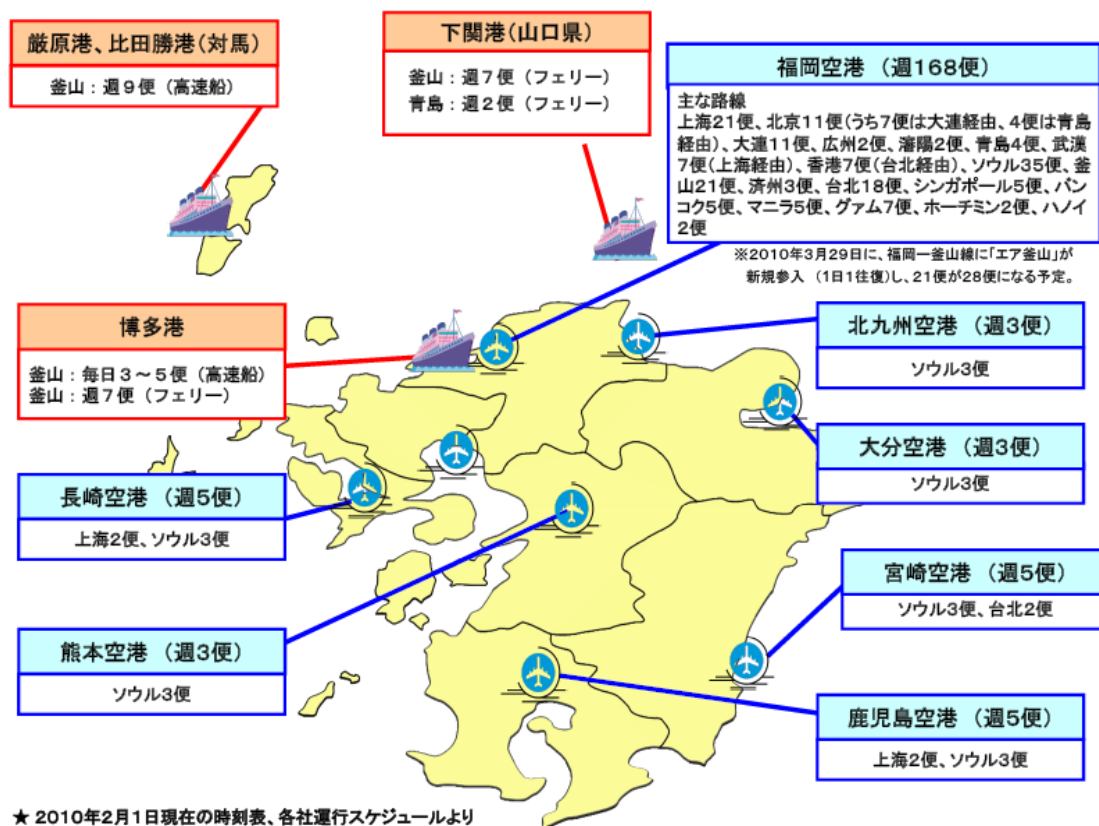 厳原港、比田勝港(対馬)
釜山:週9便(高速船)
下関港(山口県)
釜山:週7便(フェリー)
青島:週2便(フェリー)
福岡空港 (週168便)
主な路線
上海21便、北京11便(うち7便は大連経由、4便は青島
経由)、大連11便、広州2便、瀋陽2便、青島4便、武漢
7便(上海経由)、香港7便(台北経由)、ソウル35便、釜
山21便、済州3便、台北18便、シンガポール5便、バン
コク5便、マニラ5便、グァム7便、ホーチミン2便、ハノイ
2便
※2010年3月29日に、福岡ー釜山線に「エア釜山」が
新規参入 (1日1往復)し、21便が28便になる予定。
博多港
釜山:毎日3~5便(高速船)
釜山:週7便(フェリー)
北九州空港 (週3便)
ソウル3便
大分空港 (週3便)
ソウル3便
長崎空港 (週5便)
上海2便、ソウル3便
宮崎空港 (週5便)
ソウル3便、台北2便
熊本空港 (週3便)
ソウル3便
鹿児島空港 (週5便)
上海2便、ソウル3便
★ 2010年2月1日現在の時刻表、各社運行スケジュールより